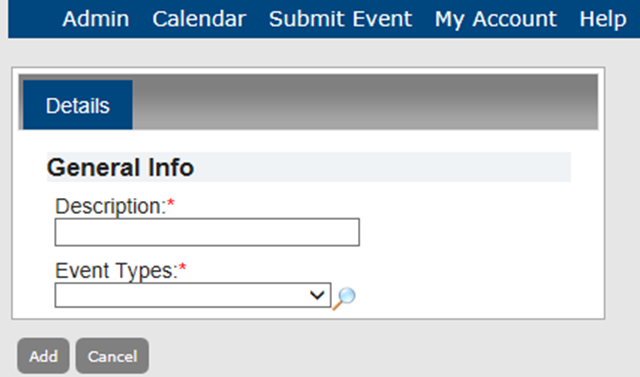 Admin Calendar Submit Event My Account Help
Details
General Info
Description:*
Event Types:*
Add Cancel